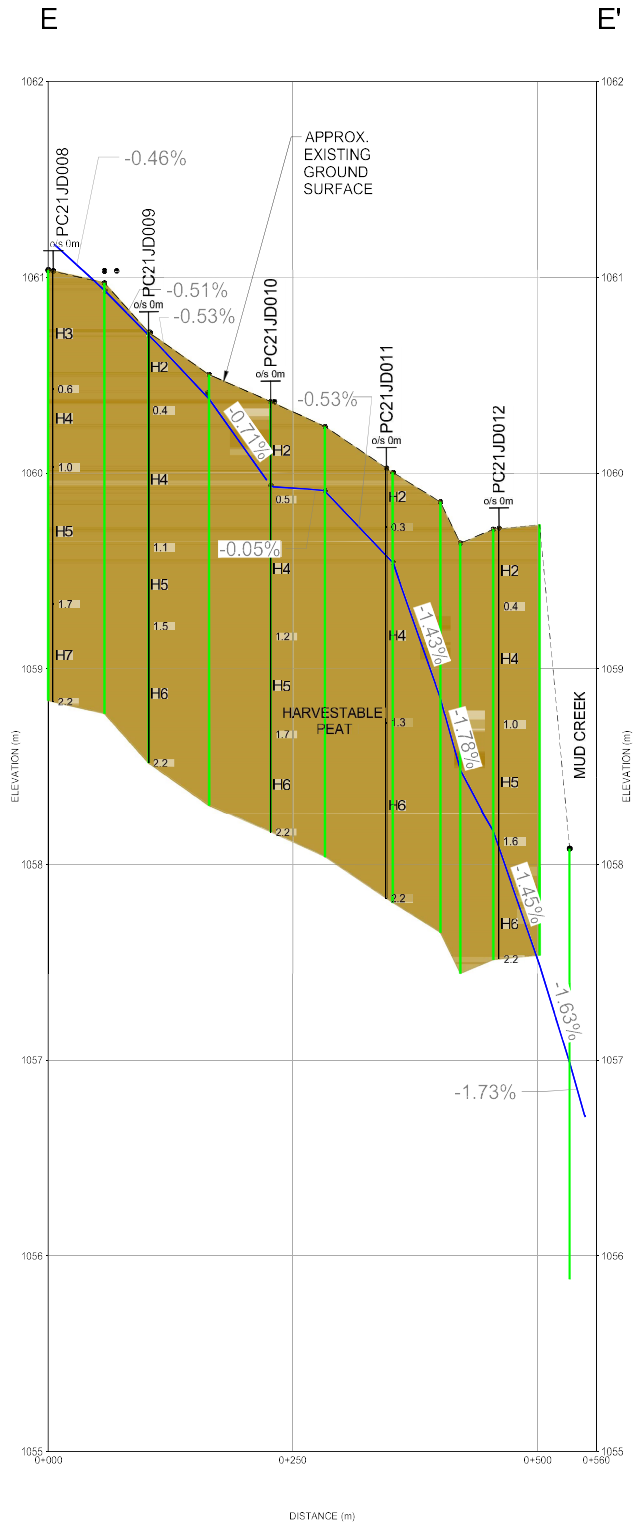 E
E'
1062
1062
PC21JD008
o/s 0m
-0.46%
APPROX.
EXISTING
GROUND
SURFACE
PC21JD009
o/s 0m
1061
1061
-0.51%
-0.53%
PC21JD010
o/s 0m
PC21JD011
o/s 0m
-0.53%
PC21JD012
o/s 0m
H3
0.6
H4
1.0
H5
1.7
H7
2.2
H2
0.4
H4
1.1
H5
1.5
H6
2.2
-0.71%
H2
0.5
-0.05%
H4
1.2
H5
1.7
H6
2.2
H2
0.3
H4
1.3
H6
2.2
HARVESTABLE
PEAT
-1.43%
-1.78%
H2
0.4
H4
1.0
H5
1.6
H6
2.2
-1.45%
-1.63%
-1.73%
MUD CREEK
1060
1060
1059
1059
ELEVATION (m)
ELEVATION (m)
1058
1058
1057
1057
1056
1056
1055
1055
0+000
0+250
0+500
0+560
DISTANCE (m)